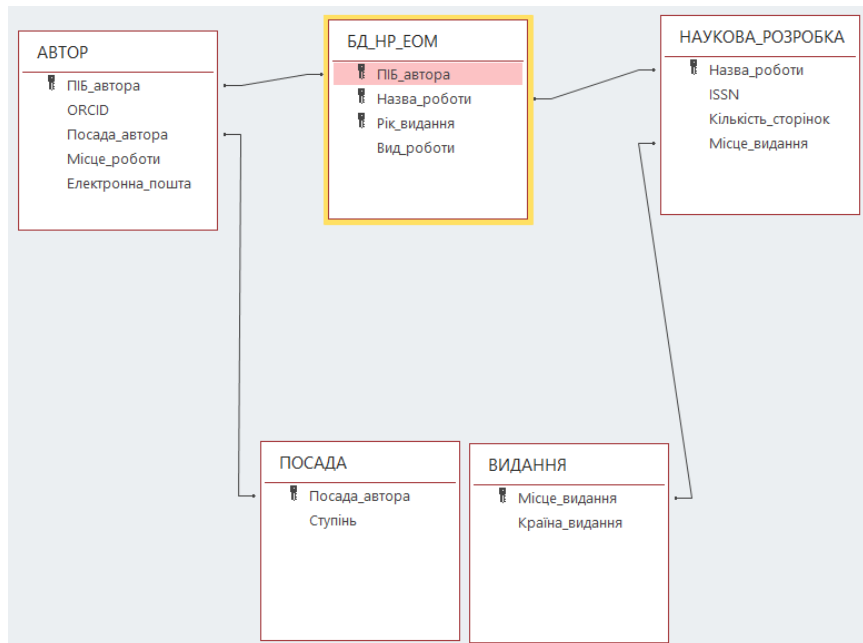 АВТОР
ПІБ_автора
ORCID
Посада_автора
Місце_роботи
Електронна_пошта
БД_НР_ЕОМ
ПІБ_автора
Назва_роботи
Рік_видання
Вид_роботи
НАУКОВА_РОЗРОБКА
Назва_роботи
ISSN
Кількість_сторінок
Місце_видання
ПОСАДА
Посада_автора
Ступінь
ВИДАННЯ
Місце_видання
Країна_видання